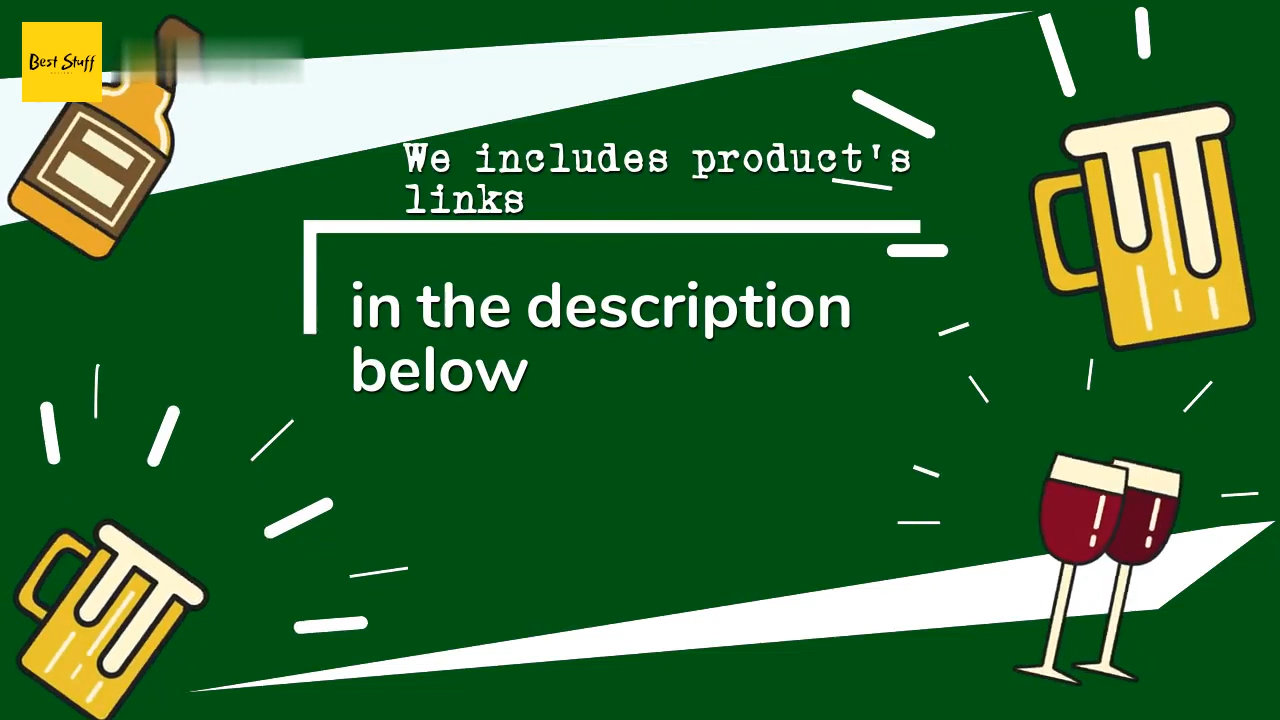 Best Stuff
We includes product's
links
in the description
below